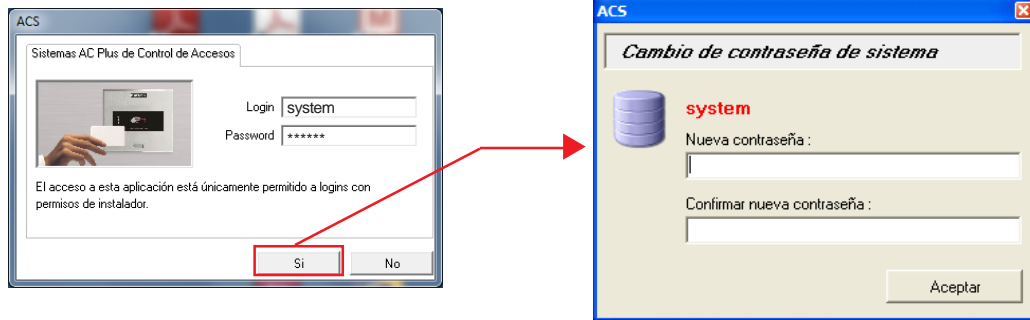 ACS
Sistemas AC Plus de Control de Accesos
Login system
Password ******
El acceso a esta aplicación está únicamente permitido a logins con
permisos de instalador.
Si No
ACS
Cambio de contraseña de sistema
system
Nueva contraseña :
Confirmar nueva contraseña :
Aceptar